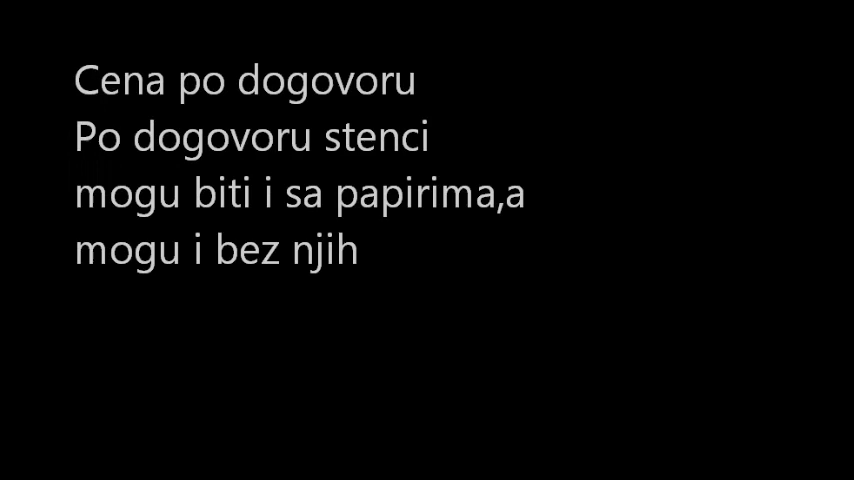 Cena po dogovoru
Po dogovoru stenci
mogu biti i sa papirima,a
mogu i bez njih